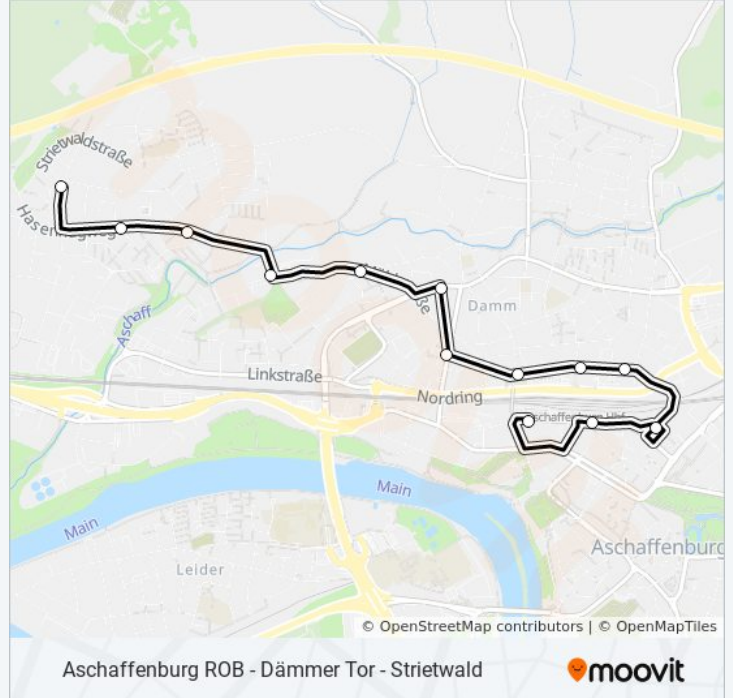 Strietwaldstraße
Aschaff
Damm
Linkstraße
Nordring
Main
Main
Aschaffenburg
Leider
© OpenStreetMap contributors | © OpenMapTiles
Aschaffenburg ROB - Dämmer Tor - Strietwald
moovit